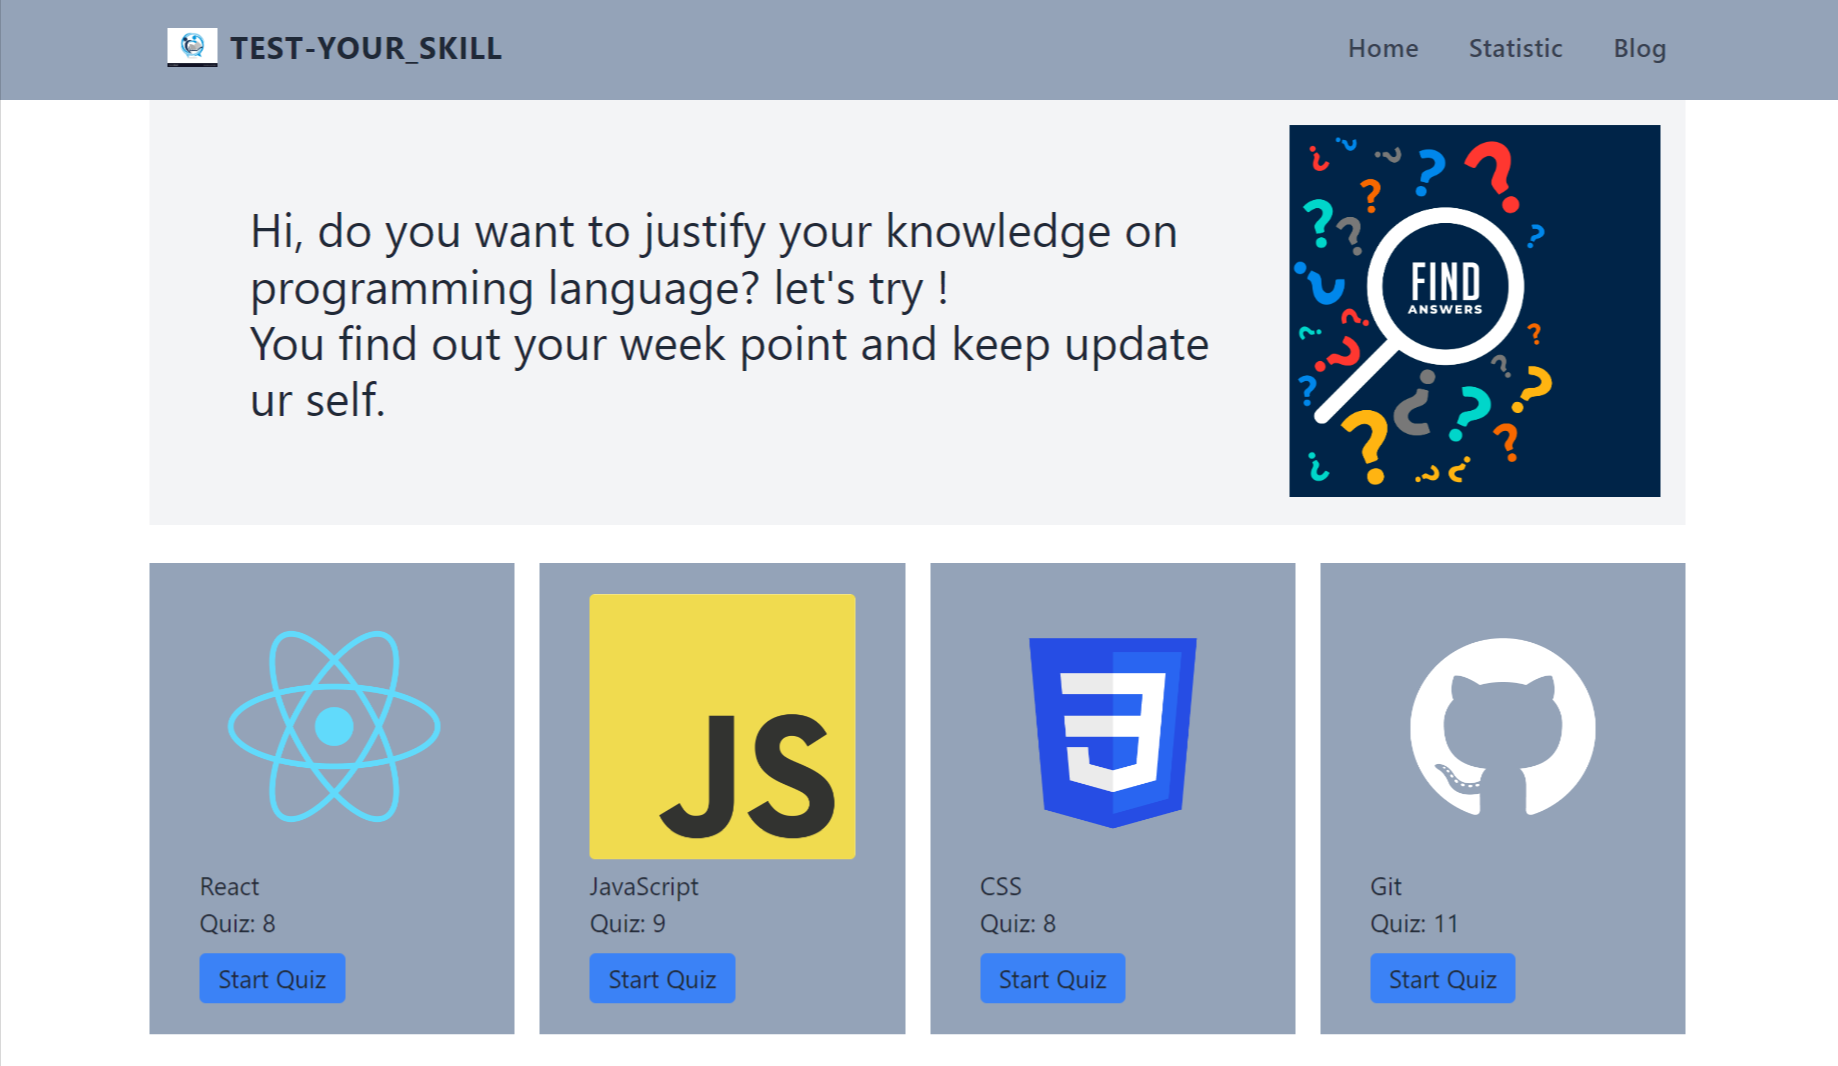 TEST-YOUR_SKILL
Home Statistic Blog
Hi, do you want to justify your knowledge on
programming language? let's try !
You find out your week point and keep update
ur self.
FIND
ANSWERS
JS
React
Quiz: 8
Start Quiz
JavaScript
Quiz: 9
Start Quiz
CSS
Quiz: 8
Start Quiz
Git
Quiz: 11
Start Quiz